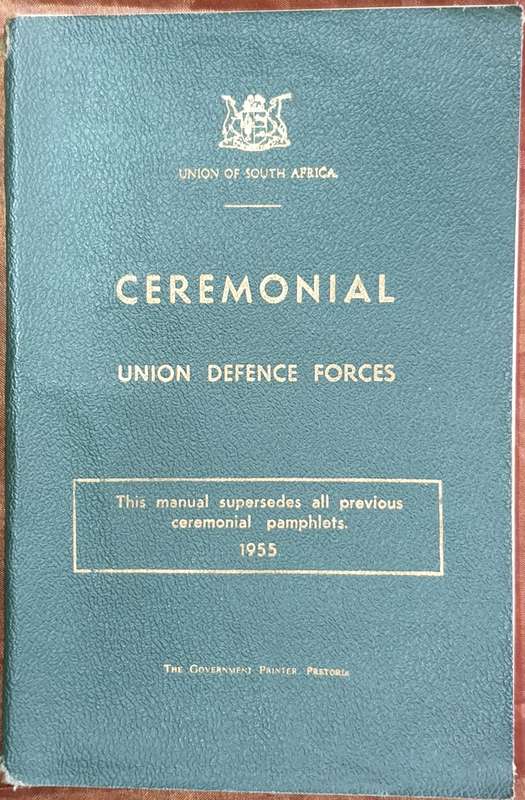 UNION OF SOUTH AFRICA.
CEREMONIAL
UNION DEFENCE FORCES
This manual supersedes all previous
ceremonial pamphlets.
1955
THE GOVERNMENT PRINTER, PRETORIA